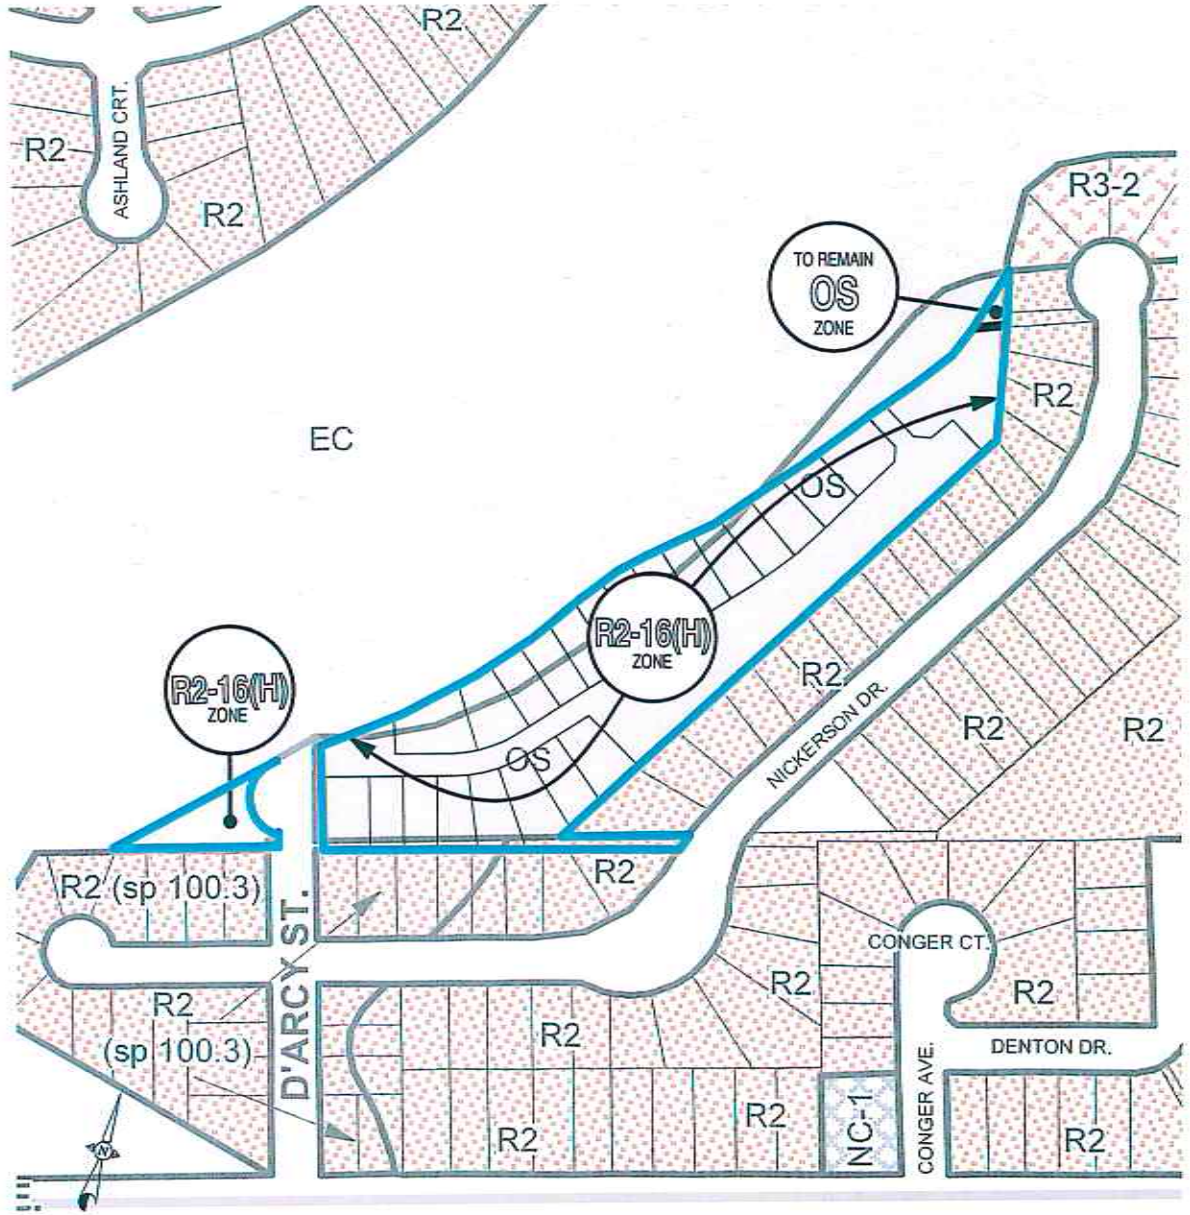 R2
ASHLAND CRT.
R2
R2
R3-2
TO REMAIN
OS
ZONE
R2
EC
OS
R2-16(H)
ZONE
R2-16(H)
ZONE
R2
NICKERSON DR.
R2
R2
OS
R2
R2 (sp 100.3)
D'ARCY ST.
CONGER CT.
R2
R2
R2
(sp 100.3)
R2
DENTON DR.
CONGER AVE.
NC-1
R2
R2
R2
N